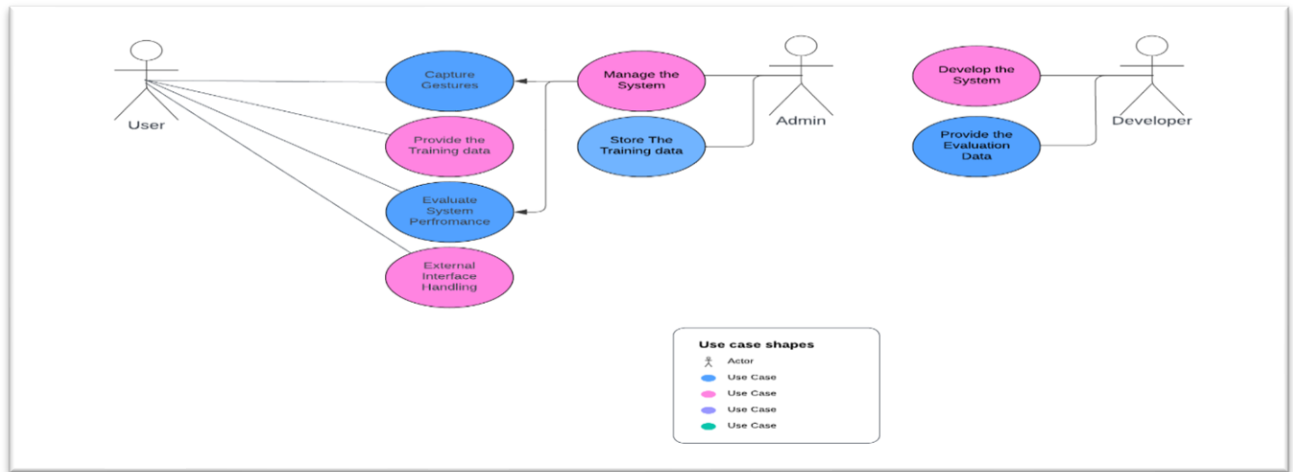 User
Capture
Gestures
Provide the
Training data
Evaluate
System
Perfromance
External
Interface
Handling
Manage the
System
Store The
Training data
Admin
Develop the
System
Provide the
Evaluation
Data
Developer
Use case shapes
Actor
Use Case
Use Case
Use Case
Use Case